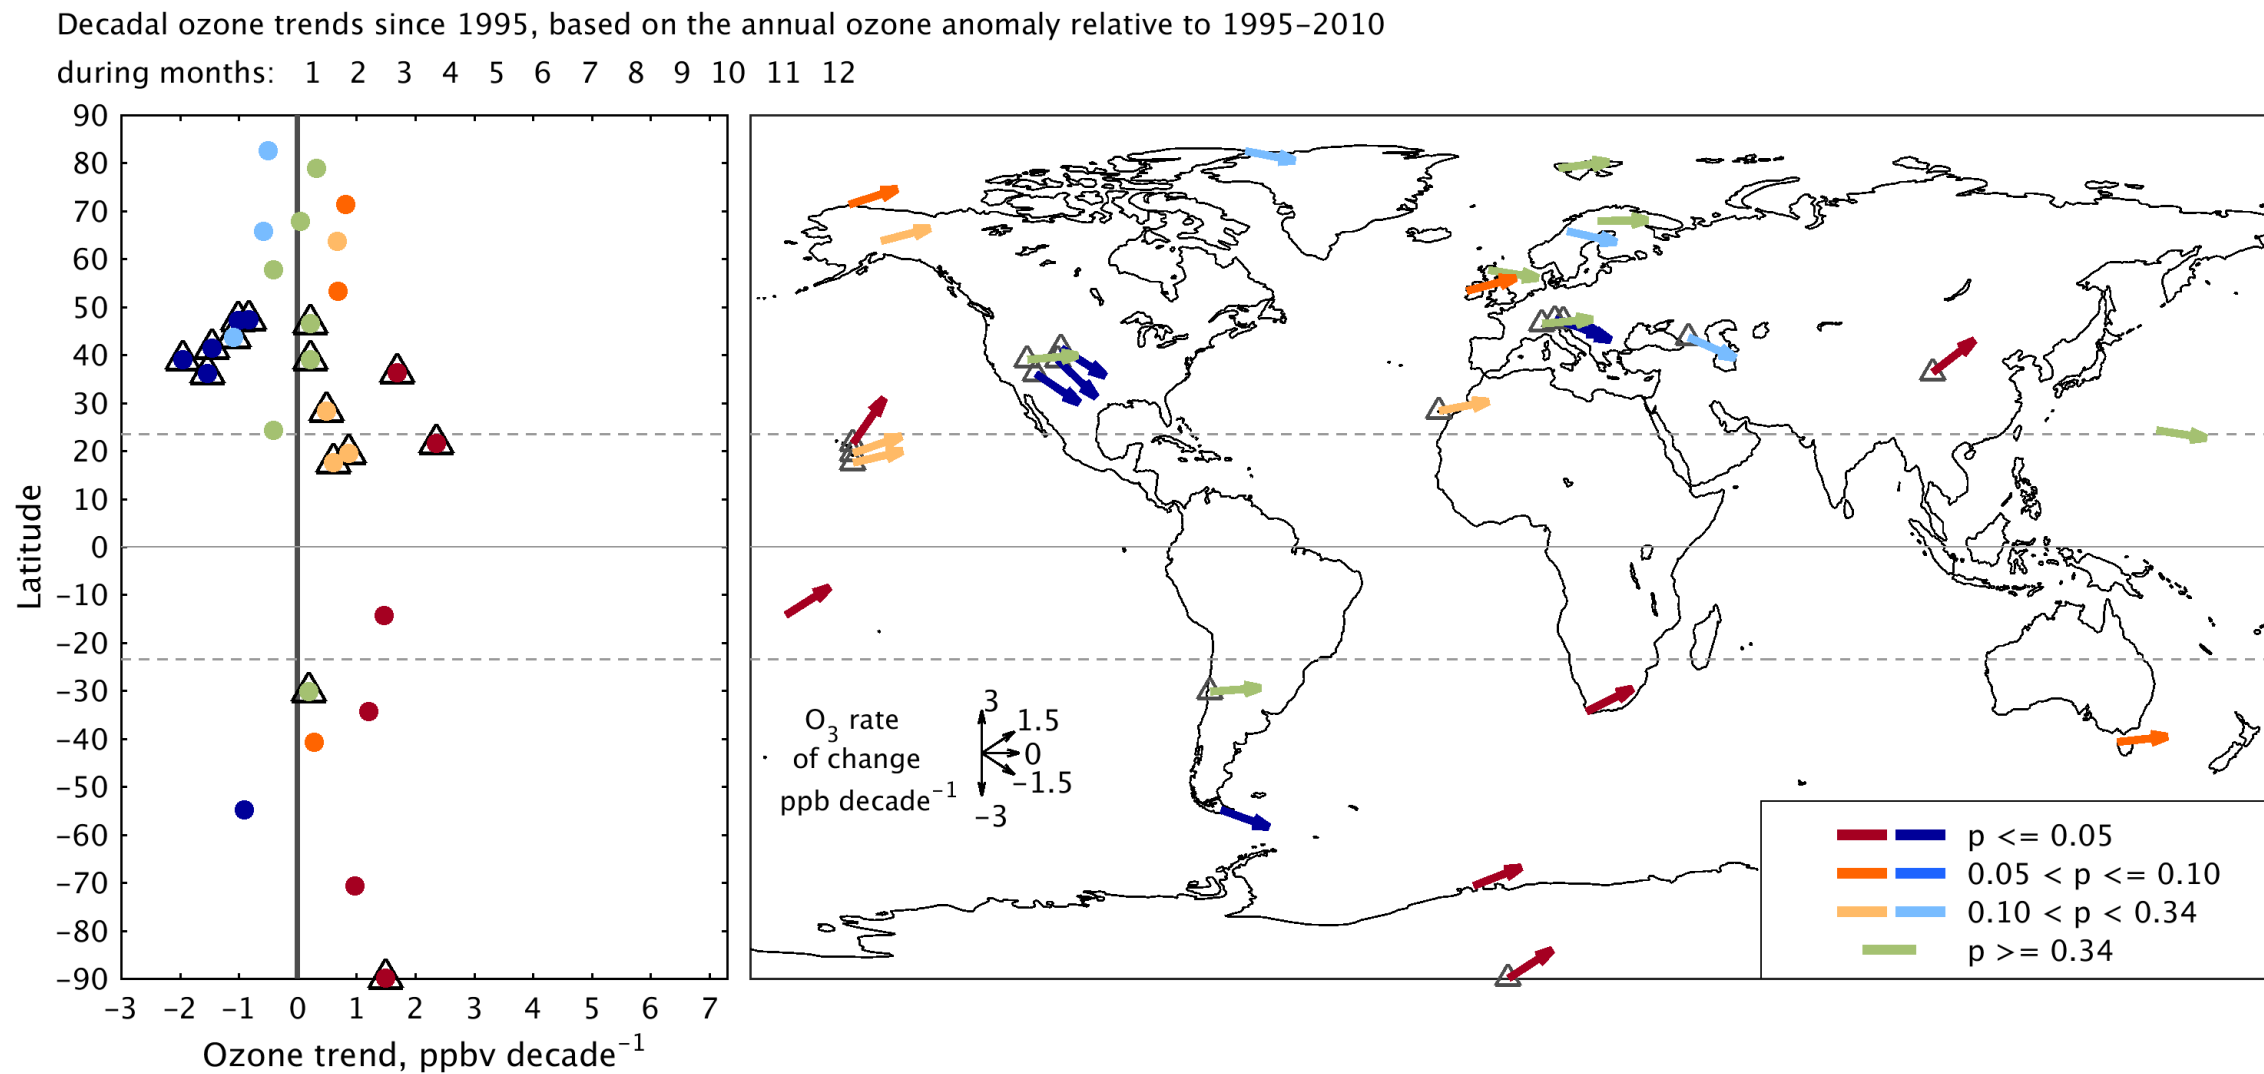 Decadal ozone trends since 1995, based on the annual ozone anomaly relative to 1995–2010
during months: 1 2 3 4 5 6 7 8 9 10 11 12
90
80
70
60
50
40
30
20
10
0
−10
−20
−30
−40
−50
−60
−70
−80
−90
Latitude
−3 −2 −1 0 1 2 3 4 5 6 7
Ozone trend, ppbv decade⁻¹
O₃ rate
of change
ppb decade⁻¹
3
1.5
0
−1.5
−3
p <= 0.05
0.05 < p <= 0.10
0.10 < p < 0.34
p >= 0.34